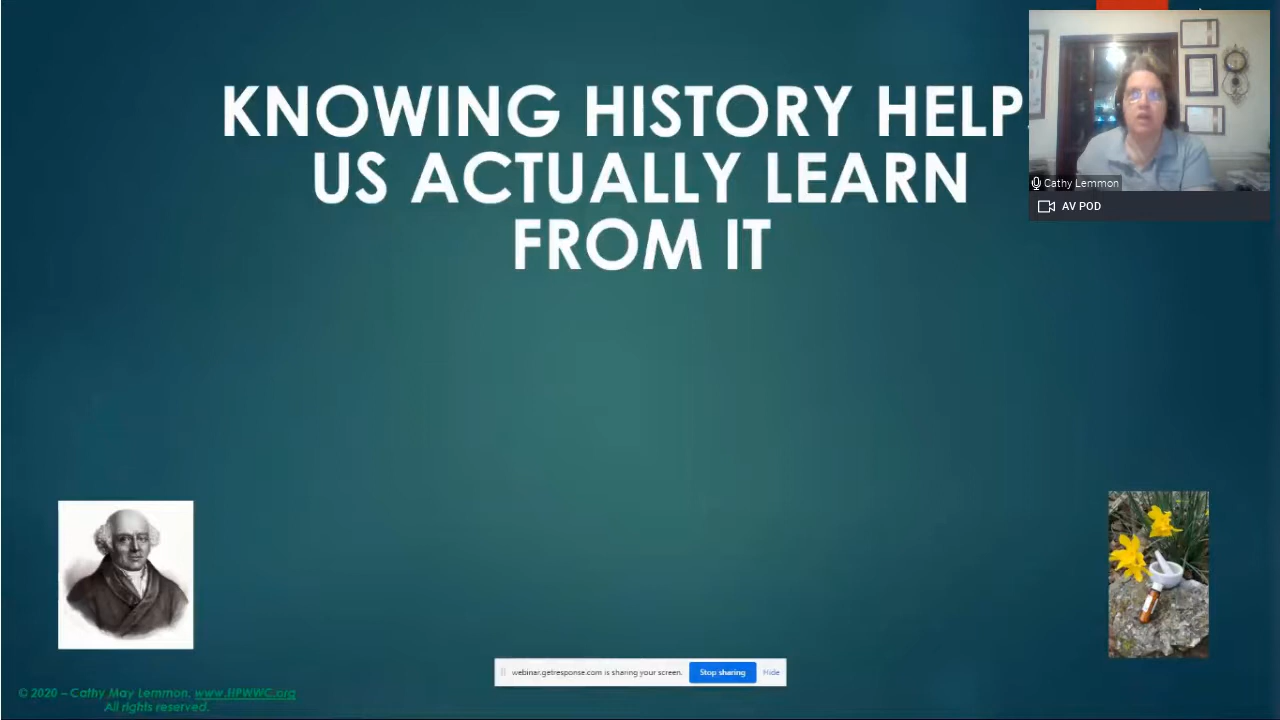 KNOWING HISTORY HELP
US ACTUALLY LEARN
FROM IT
Cathy Lemmon
AV POD
webinar.getresponse.com is sharing your screen.
Stop sharing
Hide
© 2020 – Cathy May Lemmon, www.HPWWC.org
All rights reserved.